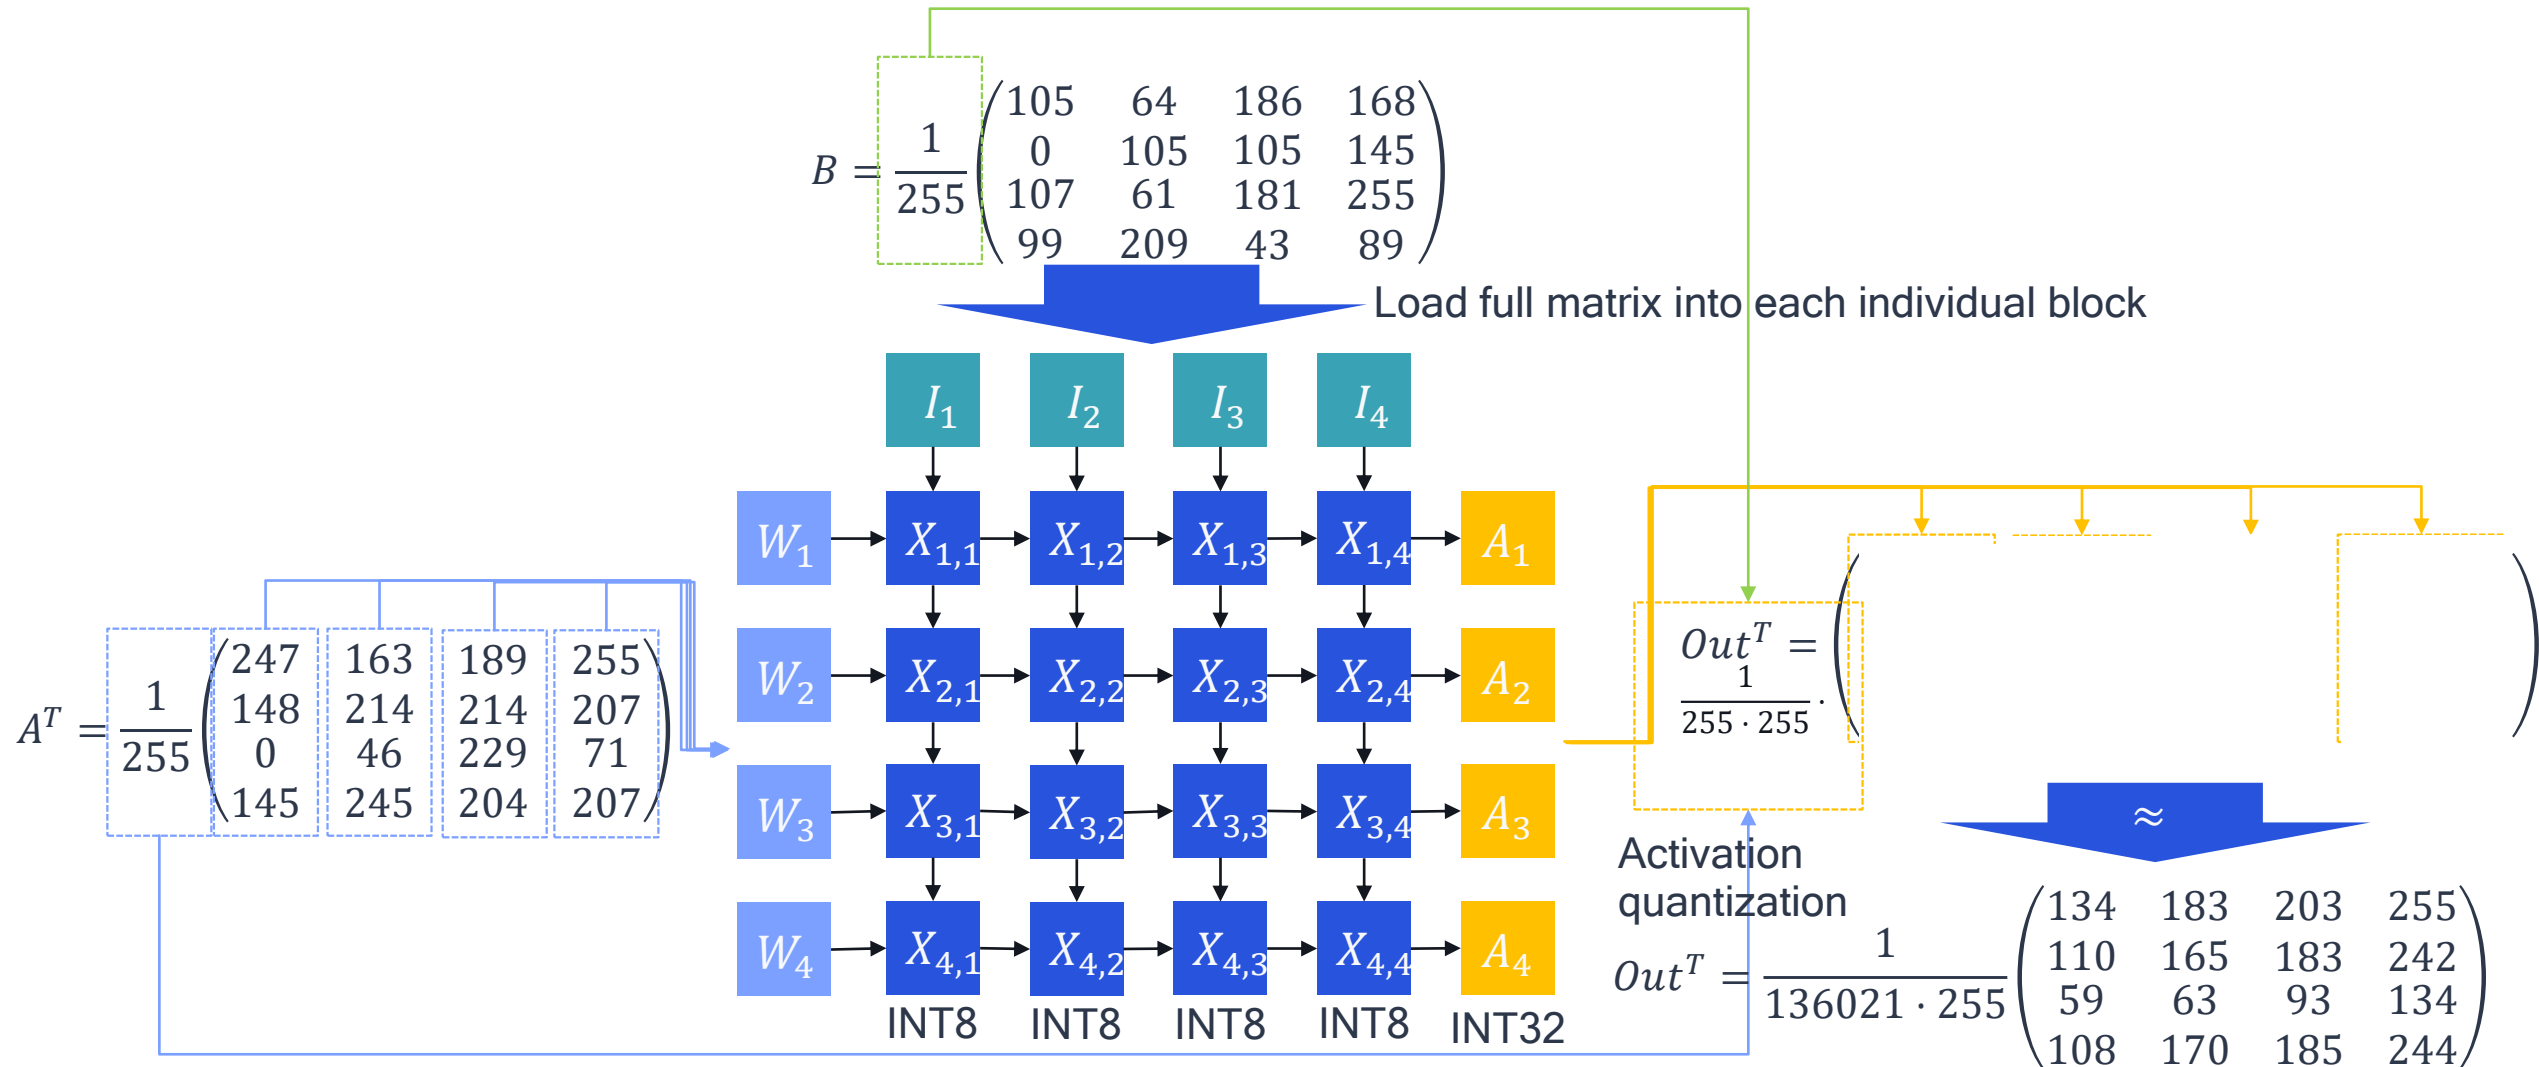 B = 1/255 (105 64 186 168
0 105 105 145
107 61 181 255
99 209 43 89)
Load full matrix into each individual block
I₁ I₂ I₃ I₄
W₁ X₁,₁ X₁,₂ X₁,₃ X₁,₄ A₁
W₂ X₂,₁ X₂,₂ X₂,₃ X₂,₄ A₂
W₃ X₃,₁ X₃,₂ X₃,₃ X₃,₄ A₃
W₄ X₄,₁ X₄,₂ X₄,₃ X₄,₄ A₄
INT8 INT8 INT8 INT8 INT32
Aᵀ = 1/255 (247 163 189 255
148 214 214 207
0 46 229 71
145 245 204 207)
Outᵀ =
1/(255 · 255) · ( )
≈
Activation
quantization
Outᵀ = 1/(136021 · 255) (134 183 203 255
110 165 183 242
59 63 93 134
108 170 185 244)